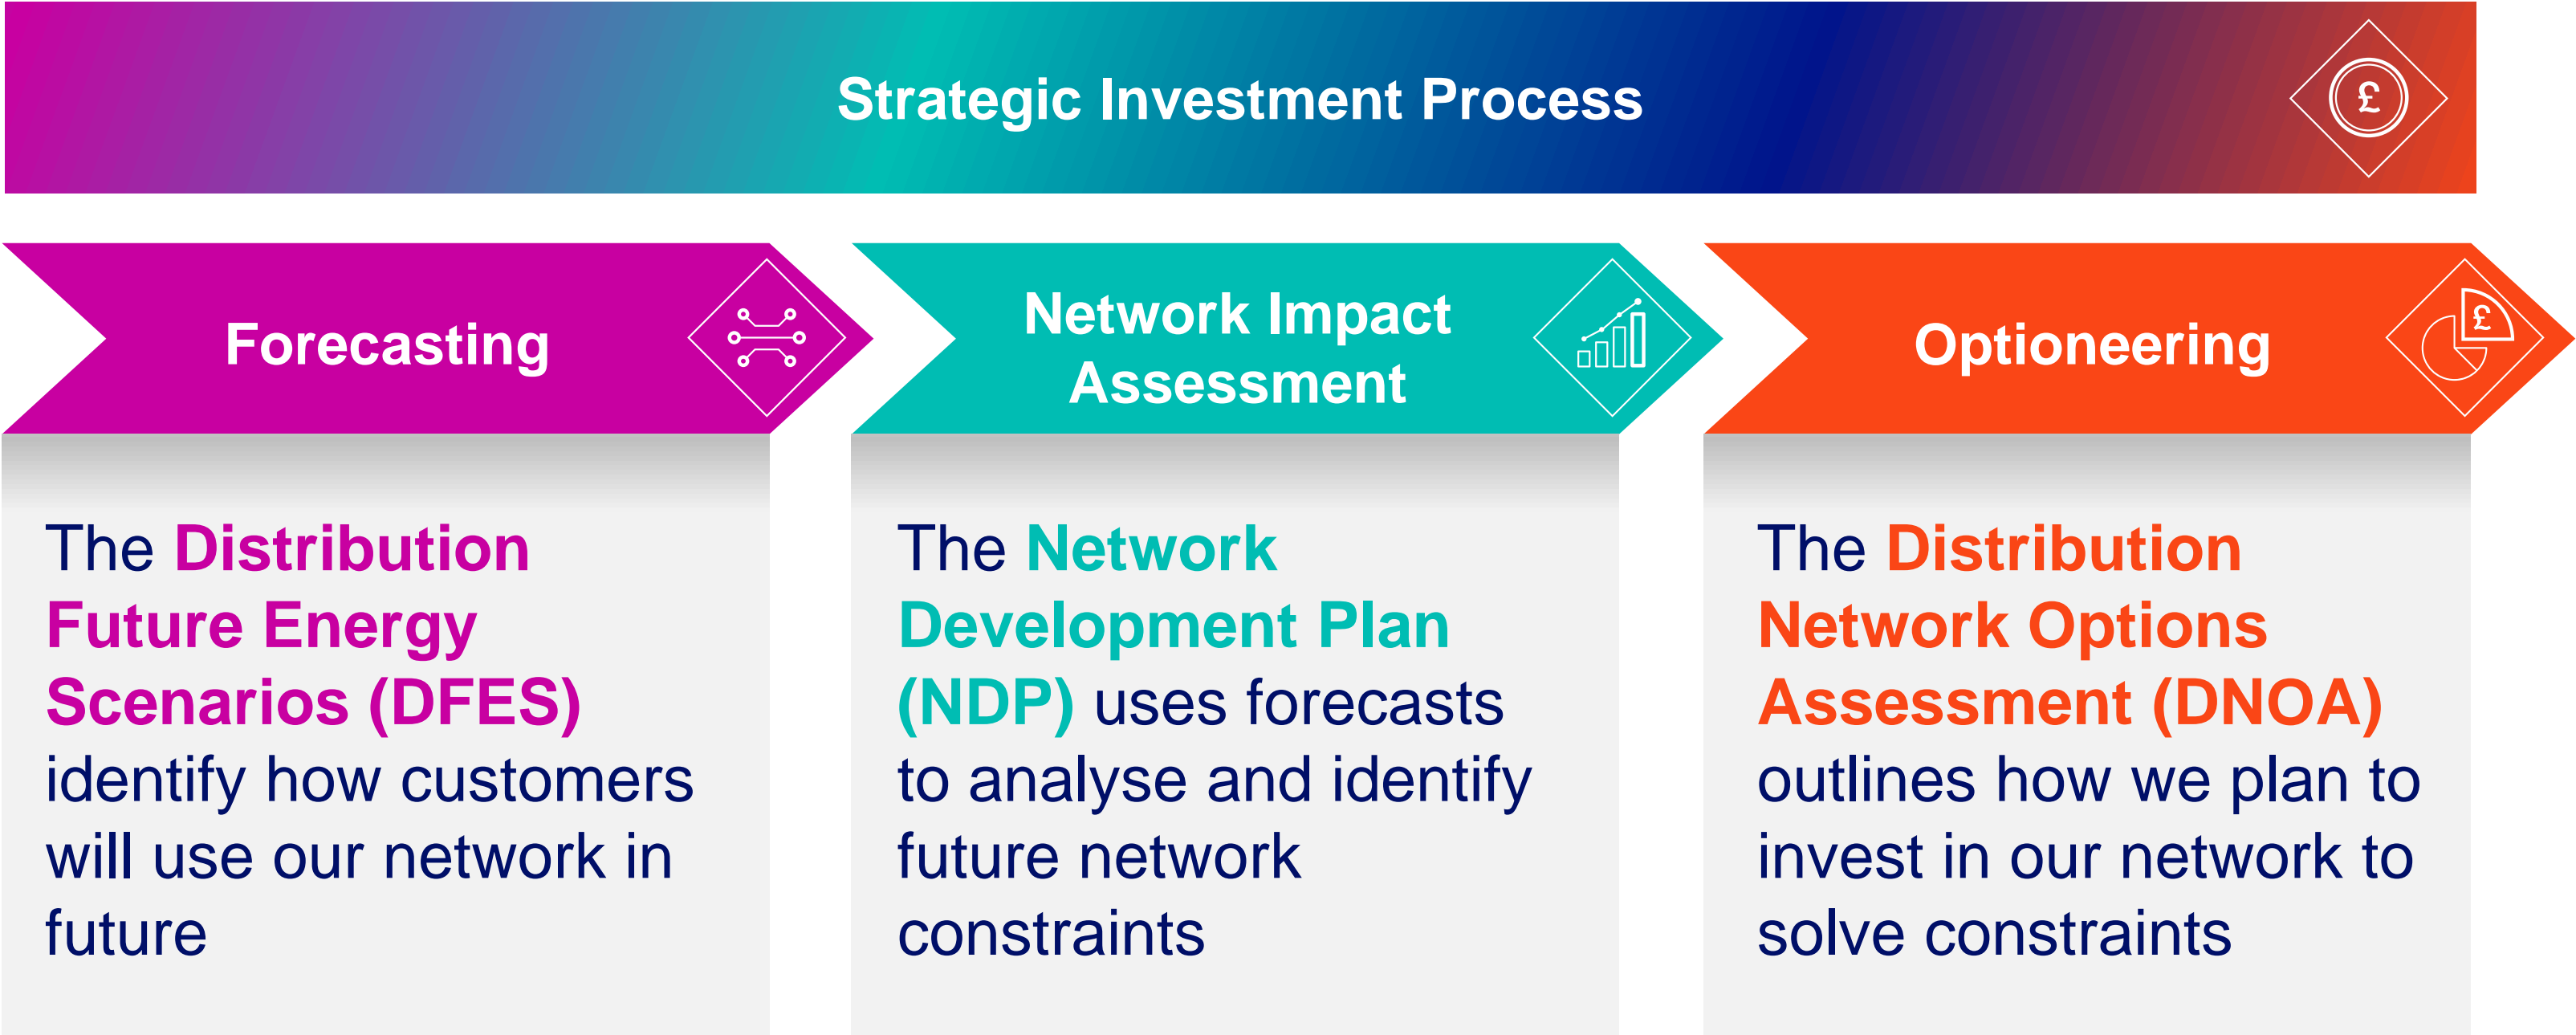 Strategic Investment Process
£
Forecasting
Network Impact
Assessment
Optioneering
£
The Distribution
Future Energy
Scenarios (DFES)
identify how customers
will use our network in
future
The Network
Development Plan
(NDP) uses forecasts
to analyse and identify
future network
constraints
The Distribution
Network Options
Assessment (DNOA)
outlines how we plan to
invest in our network to
solve constraints